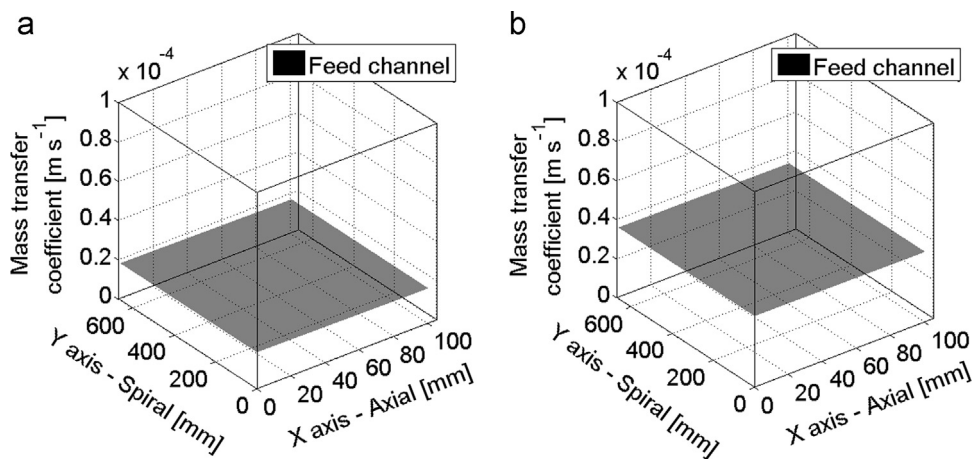 a
x 10 -4
Feed channel
Mass transfer
coefficient [m s -1]
1
0.8
0.6
0.4
0.2
0
600
400
200
0
Y axis - Spiral [mm]
0
20
40
60
80
100
X axis - Axial [mm]
b
x 10 -4
Feed channel
Mass transfer
coefficient [m s -1]
1
0.8
0.6
0.4
0.2
0
600
400
200
0
Y axis - Spiral [mm]
0
20
40
60
80
100
X axis - Axial [mm]